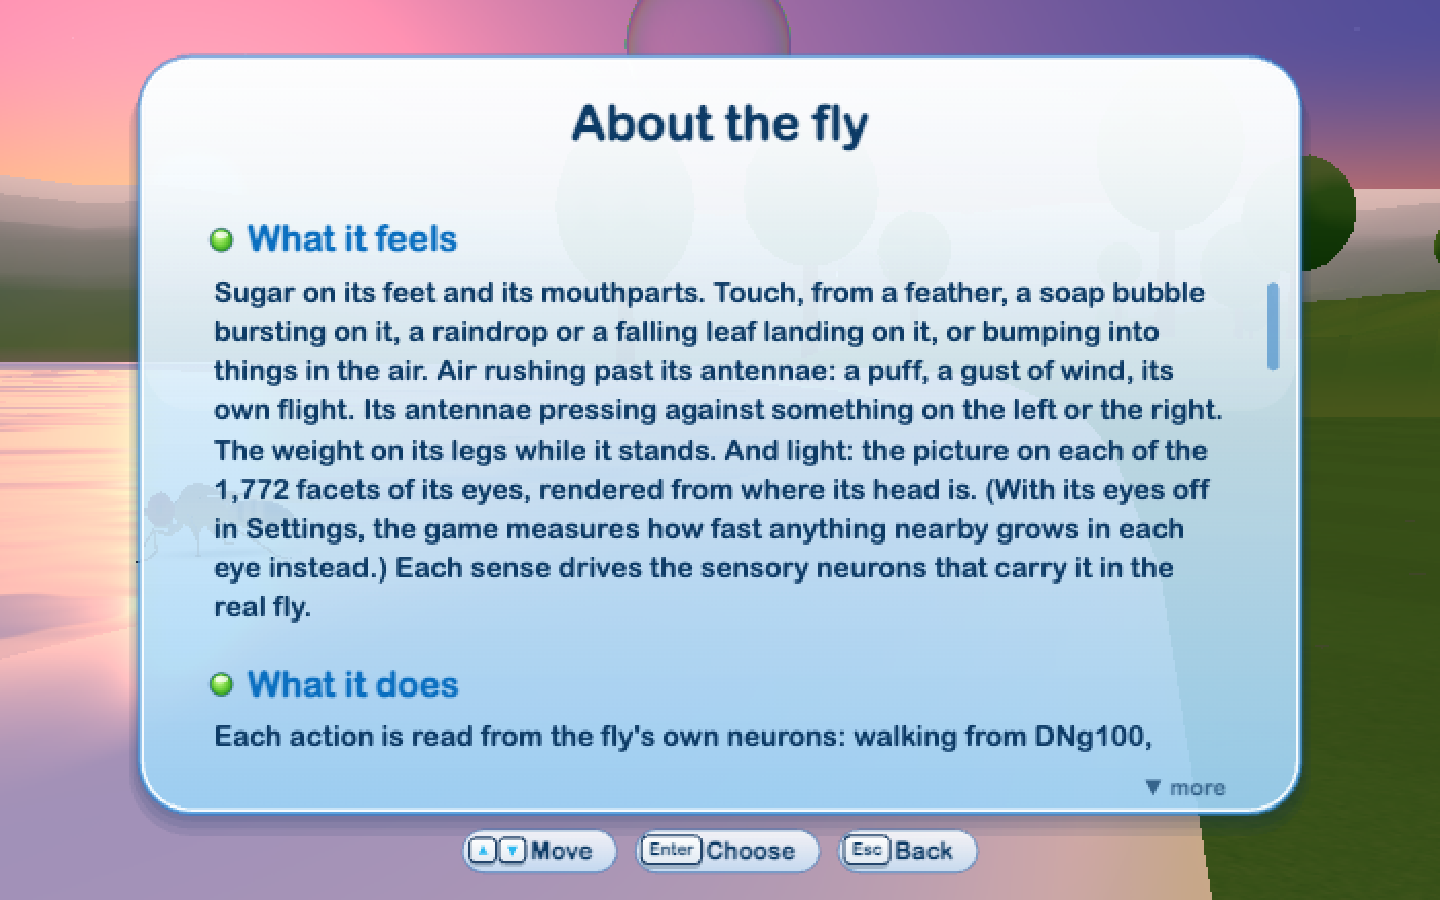 About the fly
What it feels
Sugar on its feet and its mouthparts. Touch, from a feather, a soap bubble
bursting on it, a raindrop or a falling leaf landing on it, or bumping into
things in the air. Air rushing past its antennae: a puff, a gust of wind, its
own flight. Its antennae pressing against something on the left or the right.
The weight on its legs while it stands. And light: the picture on each of the
1,772 facets of its eyes, rendered from where its head is. (With its eyes off
in Settings, the game measures how fast anything nearby grows in each
eye instead.) Each sense drives the sensory neurons that carry it in the
real fly.
What it does
Each action is read from the fly's own neurons: walking from DNg100,
▼ more
▲ ▼ Move Enter Choose Esc Back